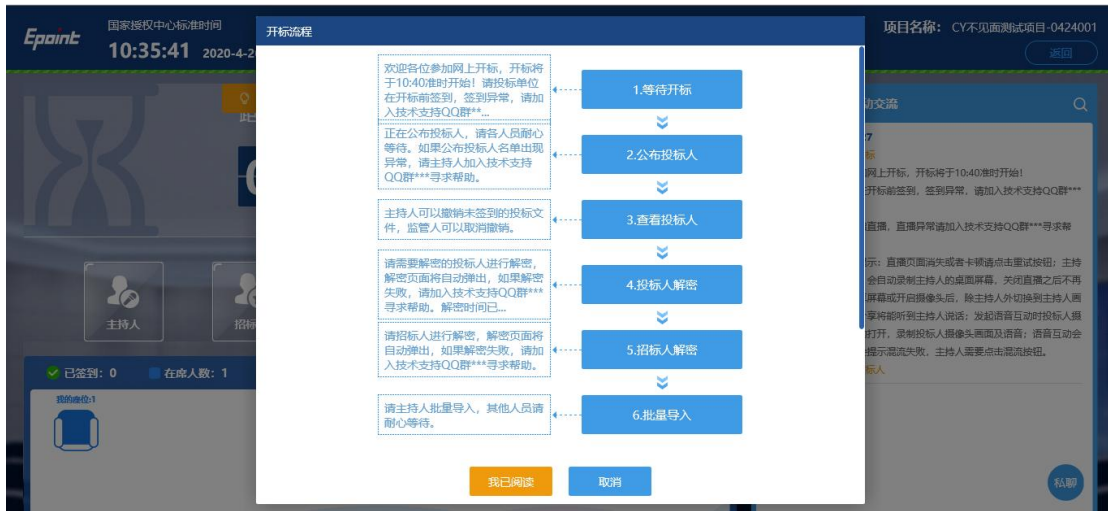 Epoint
国家授权中心标准时间
10:35:41 2020-4-2
项目名称： CY不见面测试项目-0424001
返回
开标流程
欢迎各位参加网上开标，开标将
于10:40准时开始！请投标单位
在开标前签到，签到异常，请加
入技术支持QQ群**...
1.等待开标
正在公布投标人，请各人员耐心
等待。如果公布投标人名单出现
异常，请主持人加入技术支持
QQ群***寻求帮助。
2.公布投标人
主持人可以撤销未签到的投标文
件，监管人可以取消撤销。
3.查看投标人
请需要解密的投标人进行解密，
解密页面将自动弹出，如果解密
失败，请加入技术支持QQ群***
寻求帮助。解密时间已...
4.投标人解密
请招标人进行解密，解密页面将
自动弹出，如果解密失败，请加
入技术支持QQ群***寻求帮助。
5.招标人解密
请主持人批量导入，其他人员请
耐心等待。
6.批量导入
我已阅读
取消
主持人
招标
已签到：0
在席人数：1
我的座位:1
动交流
网上开标，开标将于10:40准时开始！
开标前签到，签到异常，请加入技术支持QQ群***
直播，直播异常请加入技术支持QQ群***寻求帮
示：直播页面消失或者卡顿请点击重试按钮；主持
会自动录制主持人的桌面屏幕，关闭直播之后不再
屏幕或开启摄像头后，除主持人外切换到主持人画
享将能听到主持人说话；发起语音互动时投标人摄
打开，录制投标人摄像头画面及语音；语音互动会
提示混流失败，主持人需要点击混流按钮。
标人
私聊